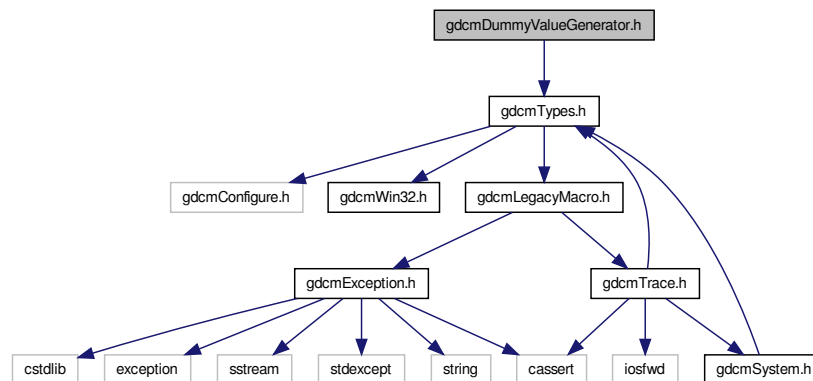 gdcmDummyValueGenerator.h
gdcmTypes.h
gdcmConfigure.h
gdcmWin32.h
gdcmLegacyMacro.h
gdcmException.h
gdcmTrace.h
cstdlib
exception
sstream
stdexcept
string
cassert
iosfwd
gdcmSystem.h